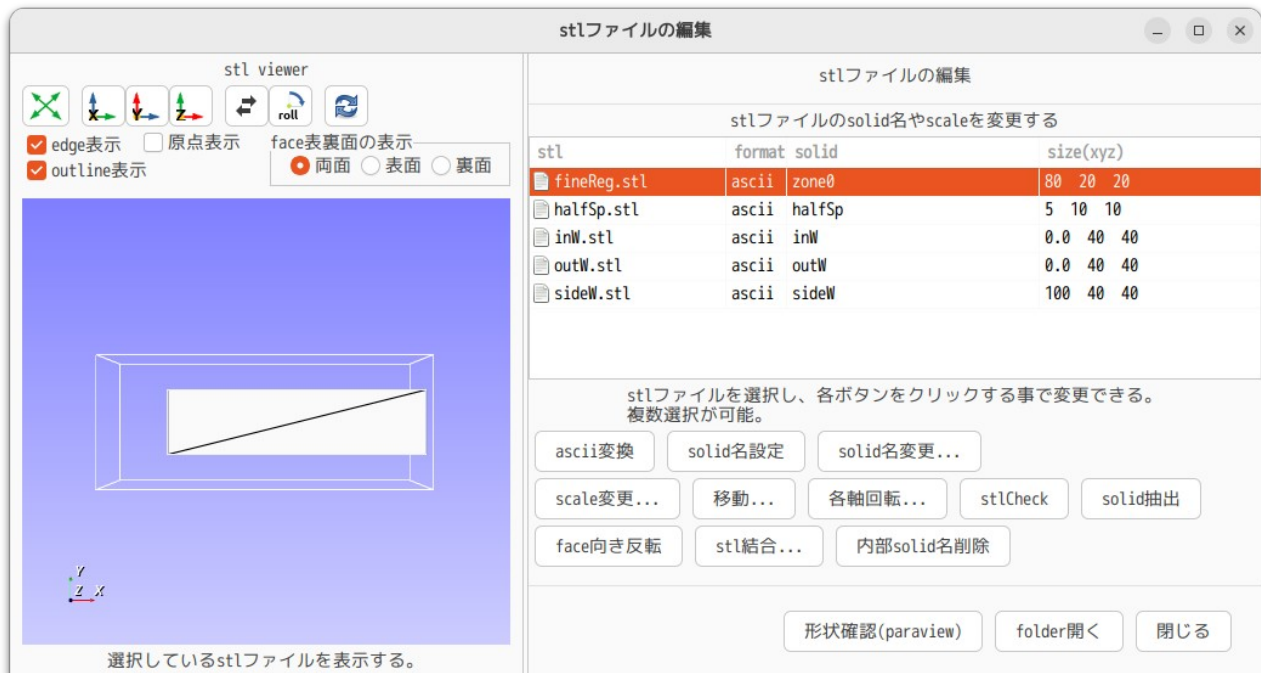 stlファイルの編集
stl viewer
X Y Z roll
edge表示 原点表示
outline表示
face表裏面の表示
両面 表面 裏面
Y
Z X
選択しているstlファイルを表示する。
stlファイルの編集
stlファイルのsolid名やscaleを変更する
stl format solid size(xyz)
fineReg.stl ascii zone0 80 20 20
halfSp.stl ascii halfSp 5 10 10
inW.stl ascii inW 0.0 40 40
outW.stl ascii outW 0.0 40 40
sideW.stl ascii sideW 100 40 40
stlファイルを選択し、各ボタンをクリックする事で変更できる。
複数選択が可能。
ascii変換 solid名設定 solid名変更...
scale変更... 移動... 各軸回転... stlCheck solid抽出
face向き反転 stl結合... 内部solid名削除
形状確認(paraview) folder開く 閉じる